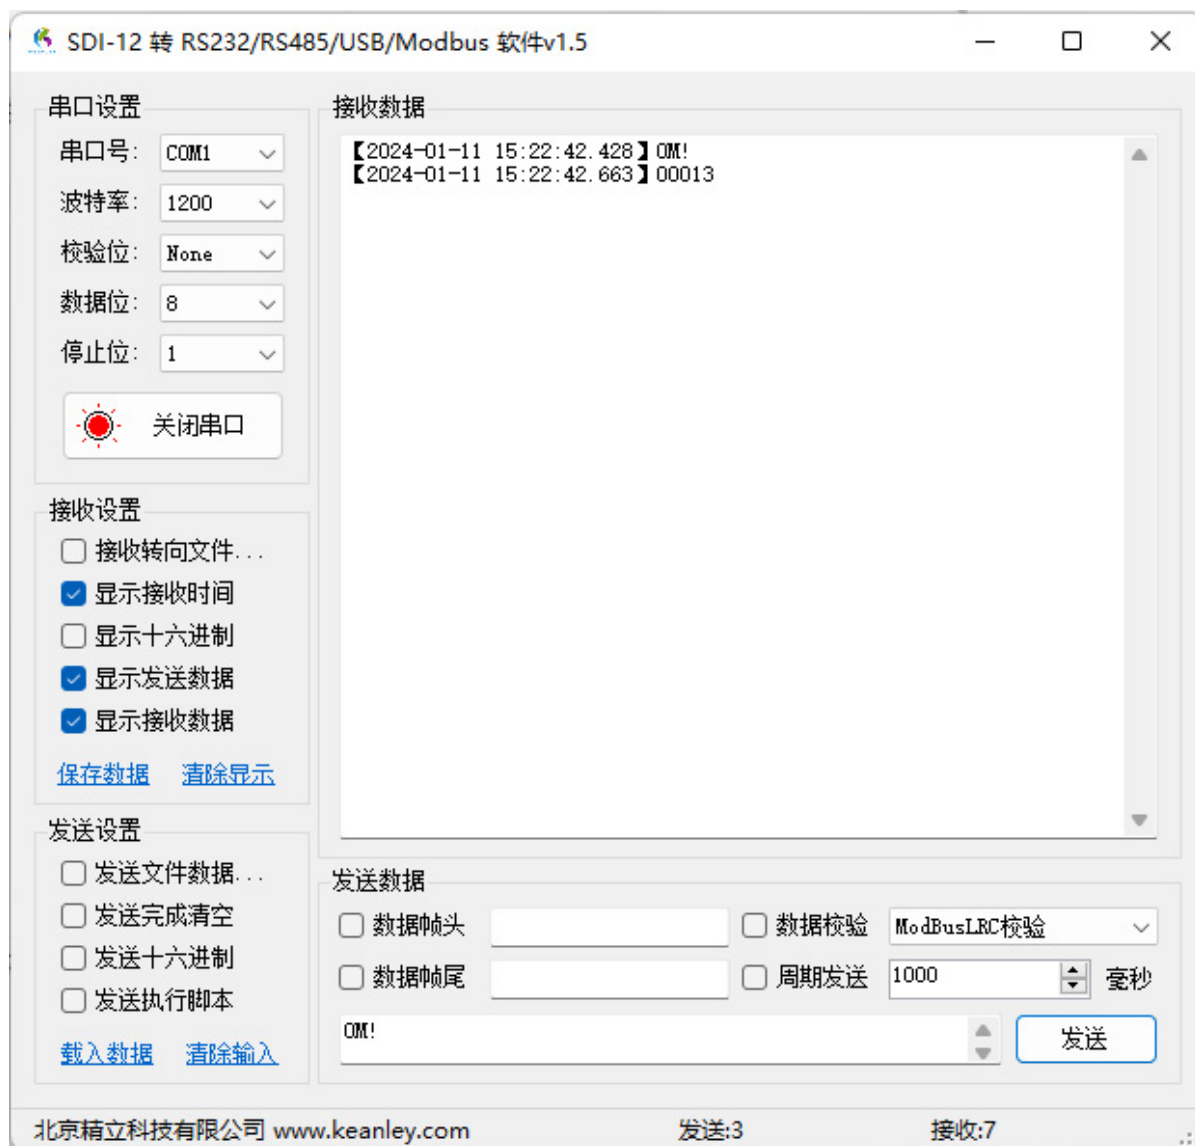 SDI-12 转 RS232/RS485/USB/Modbus 软件v1.5
串口设置
串口号: COM1
波特率: 1200
校验位: None
数据位: 8
停止位: 1
关闭串口
接收设置
接收转向文件...
显示接收时间
显示十六进制
显示发送数据
显示接收数据
保存数据 清除显示
发送设置
发送文件数据...
发送完成清空
发送十六进制
发送执行脚本
载入数据 清除输入
接收数据
【2024-01-11 15:22:42.428】0M!
【2024-01-11 15:22:42.663】00013
发送数据
数据帧头 数据校验 ModBusLRC校验
数据帧尾 周期发送 1000 毫秒
0M! 发送
北京精立科技有限公司 www.keanley.com 发送:3 接收:7